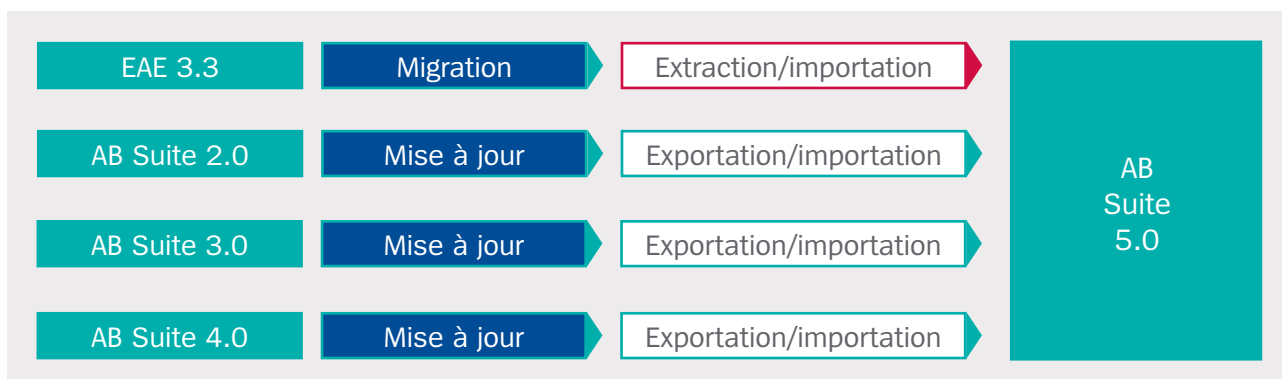 EAE 3.3
Migration
Extraction/importation
AB Suite 2.0
Mise à jour
Exportation/importation
AB Suite 3.0
Mise à jour
Exportation/importation
AB Suite 4.0
Mise à jour
Exportation/importation
AB
Suite
5.0